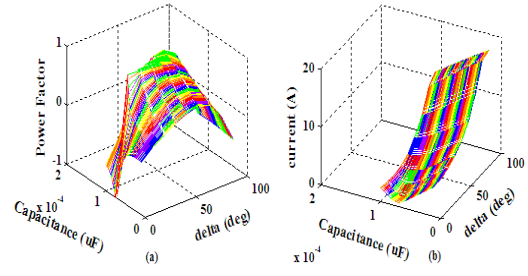 1
0
-1
Power Factor
2
1
0
x 10-4
Capacitance (uF)
0
50
100
delta (deg)
(a)
20
10
0
current (A)
2
1
0
x 10-4
Capacitance (uF)
0
50
100
delta (deg)
(b)